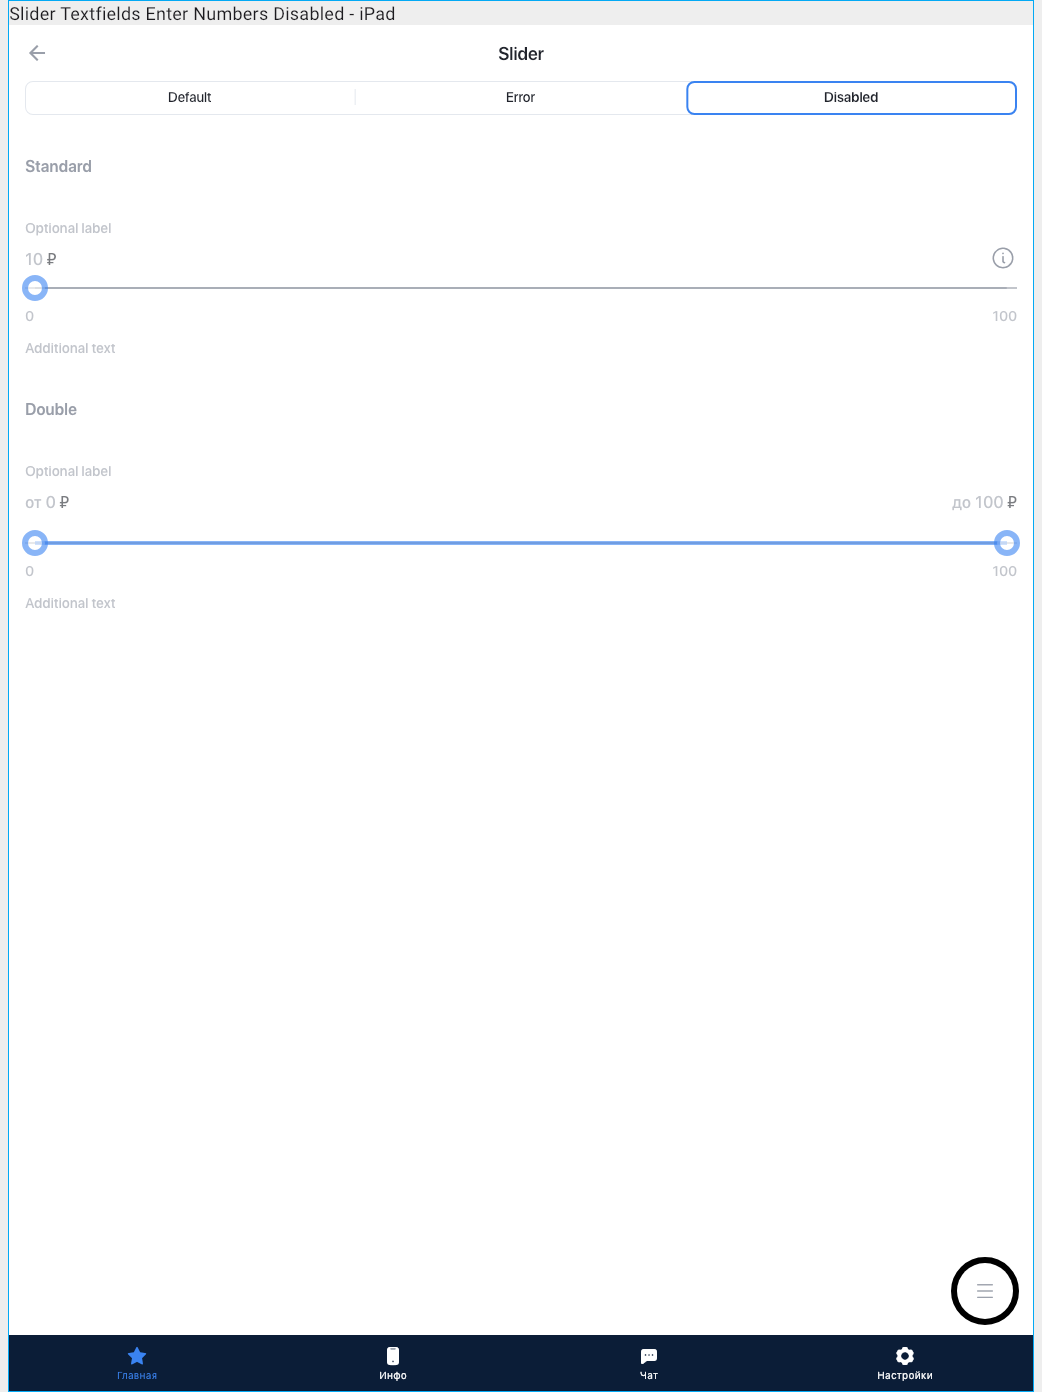 Slider Textfields Enter Numbers Disabled - iPad
Slider
Default Error Disabled
Standard
Optional label
10 ₽
0 100
Additional text
Double
Optional label
от 0 ₽ до 100 ₽
0 100
Additional text
Главная Инфо Чат Настройки